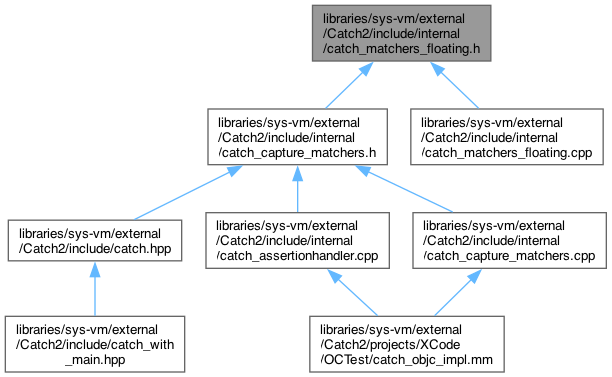 libraries/sys-vm/external
/Catch2/include/internal
/catch_matchers_floating.h
libraries/sys-vm/external
/Catch2/include/internal
/catch_capture_matchers.h
libraries/sys-vm/external
/Catch2/include/internal
/catch_matchers_floating.cpp
libraries/sys-vm/external
/Catch2/include/catch.hpp
libraries/sys-vm/external
/Catch2/include/internal
/catch_assertionhandler.cpp
libraries/sys-vm/external
/Catch2/include/internal
/catch_capture_matchers.cpp
libraries/sys-vm/external
/Catch2/include/catch_with
_main.hpp
libraries/sys-vm/external
/Catch2/projects/XCode
/OCTest/catch_objc_impl.mm